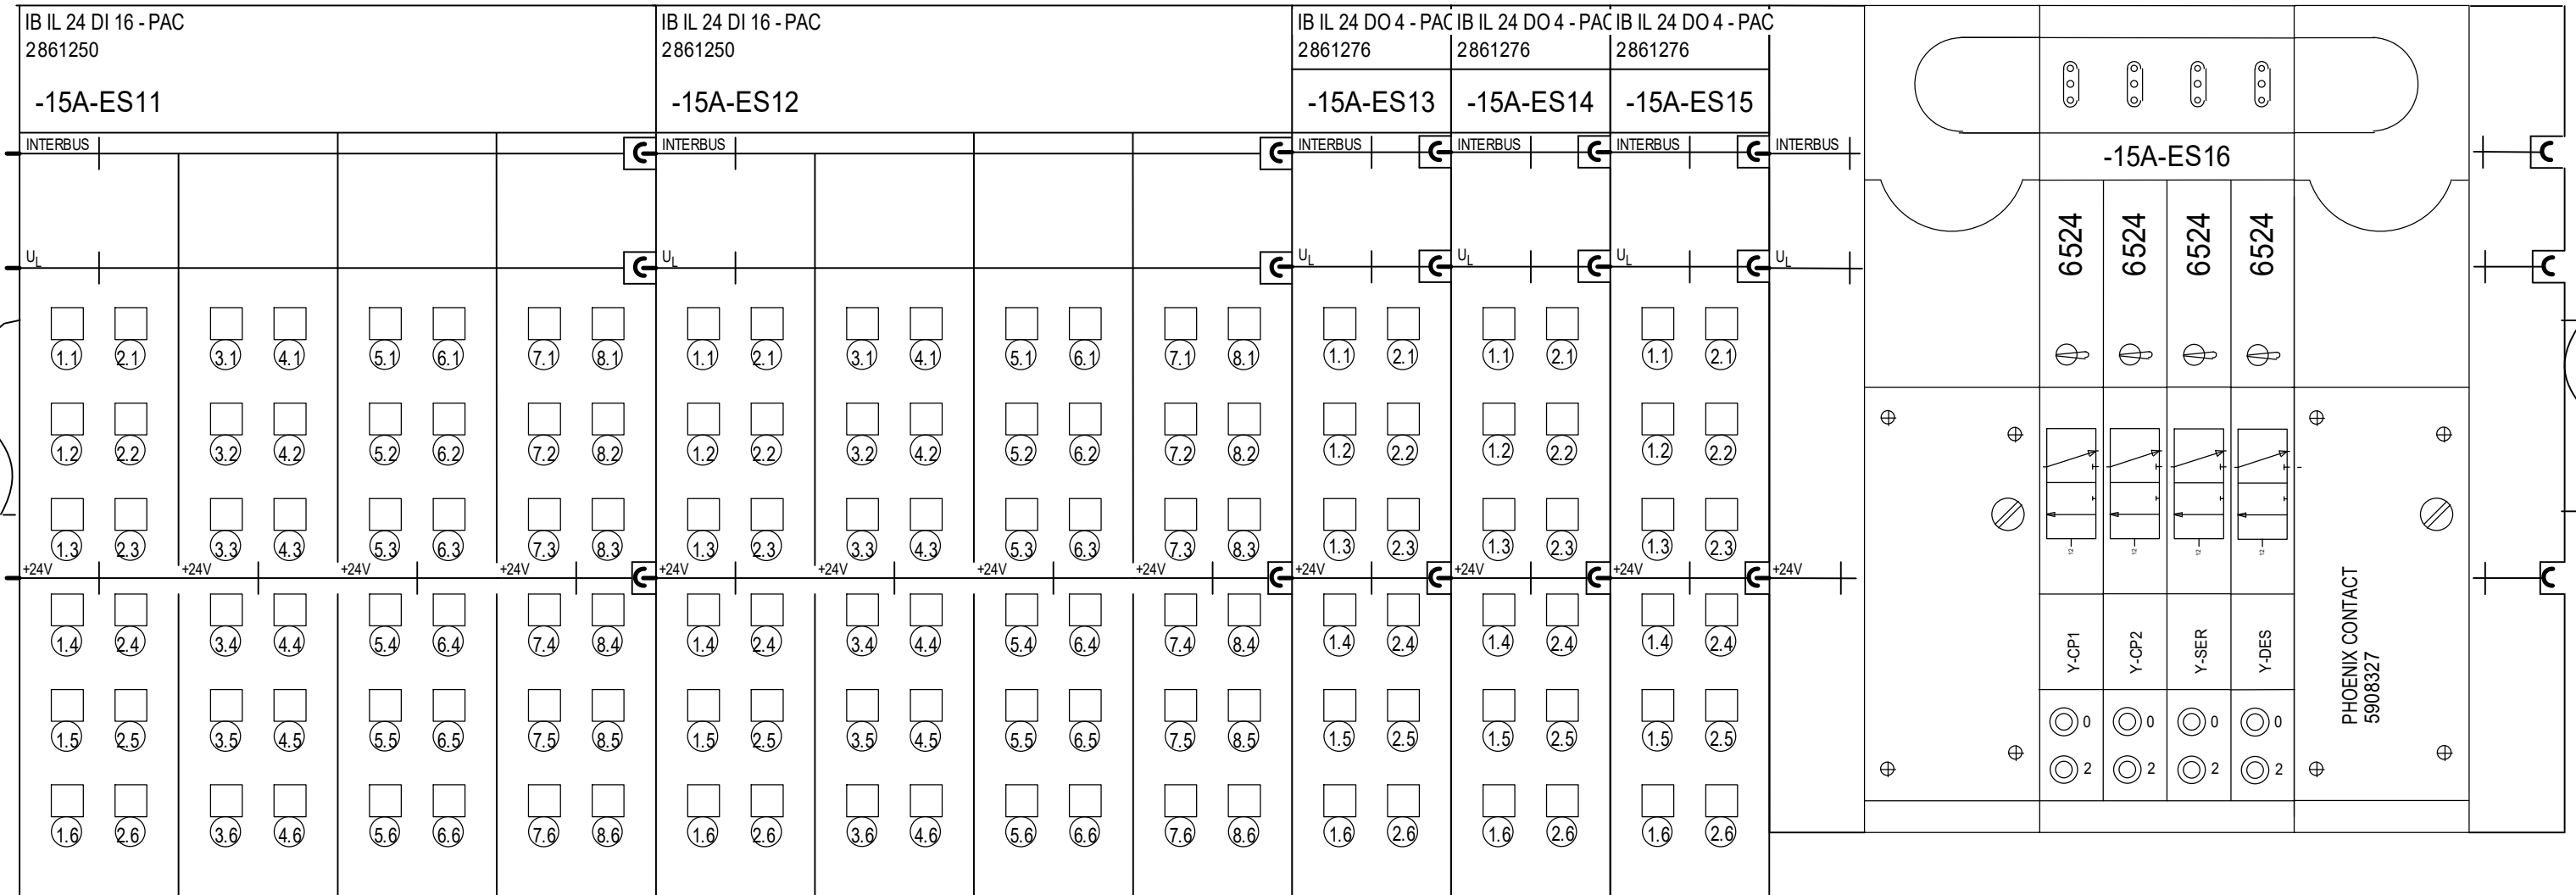 IB IL 24 DI 16 - PAC
2861250
-15A-ES11
IB IL 24 DI 16 - PAC
2861250
-15A-ES12
IB IL 24 DO 4 - PAC
2861276
-15A-ES13
IB IL 24 DO 4 - PAC
2861276
-15A-ES14
IB IL 24 DO 4 - PAC
2861276
-15A-ES15
-15A-ES16
INTERBUS INTERBUS INTERBUS INTERBUS INTERBUS INTERBUS
UL UL UL UL UL UL
6524 6524 6524 6524
1.1 2.1 3.1 4.1 5.1 6.1 7.1 8.1 1.1 2.1 3.1 4.1 5.1 6.1 7.1 8.1 1.1 2.1 1.1 2.1 1.1 2.1
1.2 2.2 3.2 4.2 5.2 6.2 7.2 8.2 1.2 2.2 3.2 4.2 5.2 6.2 7.2 8.2 1.2 2.2 1.2 2.2 1.2 2.2
1.3 2.3 3.3 4.3 5.3 6.3 7.3 8.3 1.3 2.3 3.3 4.3 5.3 6.3 7.3 8.3 1.3 2.3 1.3 2.3 1.3 2.3
12 12 12 12
+24V +24V +24V +24V +24V +24V +24V +24V +24V +24V +24V +24V
1.4 2.4 3.4 4.4 5.4 6.4 7.4 8.4 1.4 2.4 3.4 4.4 5.4 6.4 7.4 8.4 1.4 2.4 1.4 2.4 1.4 2.4
Y-CP1 Y-CP2 Y-SER Y-DES
PHOENIX CONTACT
5908327
1.5 2.5 3.5 4.5 5.5 6.5 7.5 8.5 1.5 2.5 3.5 4.5 5.5 6.5 7.5 8.5 1.5 2.5 1.5 2.5 1.5 2.5
0 0 0 0
2 2 2 2
1.6 2.6 3.6 4.6 5.6 6.6 7.6 8.6 1.6 2.6 3.6 4.6 5.6 6.6 7.6 8.6 1.6 2.6 1.6 2.6 1.6 2.6